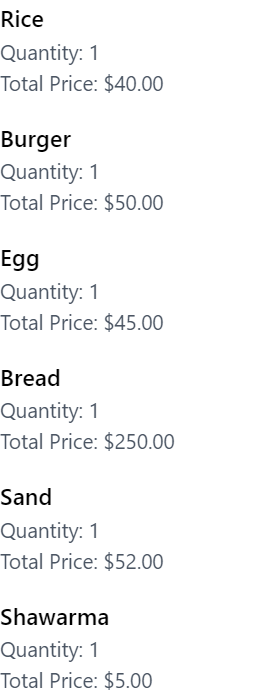 Rice
Quantity: 1
Total Price: $40.00
Burger
Quantity: 1
Total Price: $50.00
Egg
Quantity: 1
Total Price: $45.00
Bread
Quantity: 1
Total Price: $250.00
Sand
Quantity: 1
Total Price: $52.00
Shawarma
Quantity: 1
Total Price: $5.00